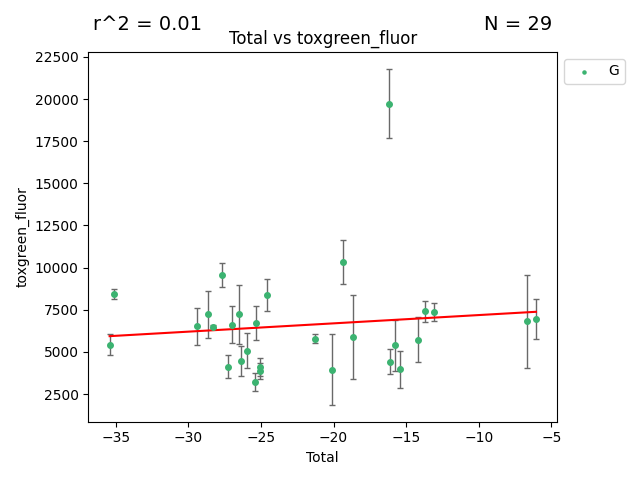 r^2 = 0.01
N = 29
Total vs toxgreen_fluor
G
22500
20000
17500
15000
12500
10000
7500
5000
2500
toxgreen_fluor
−35
−30
−25
−20
−15
−10
−5
Total